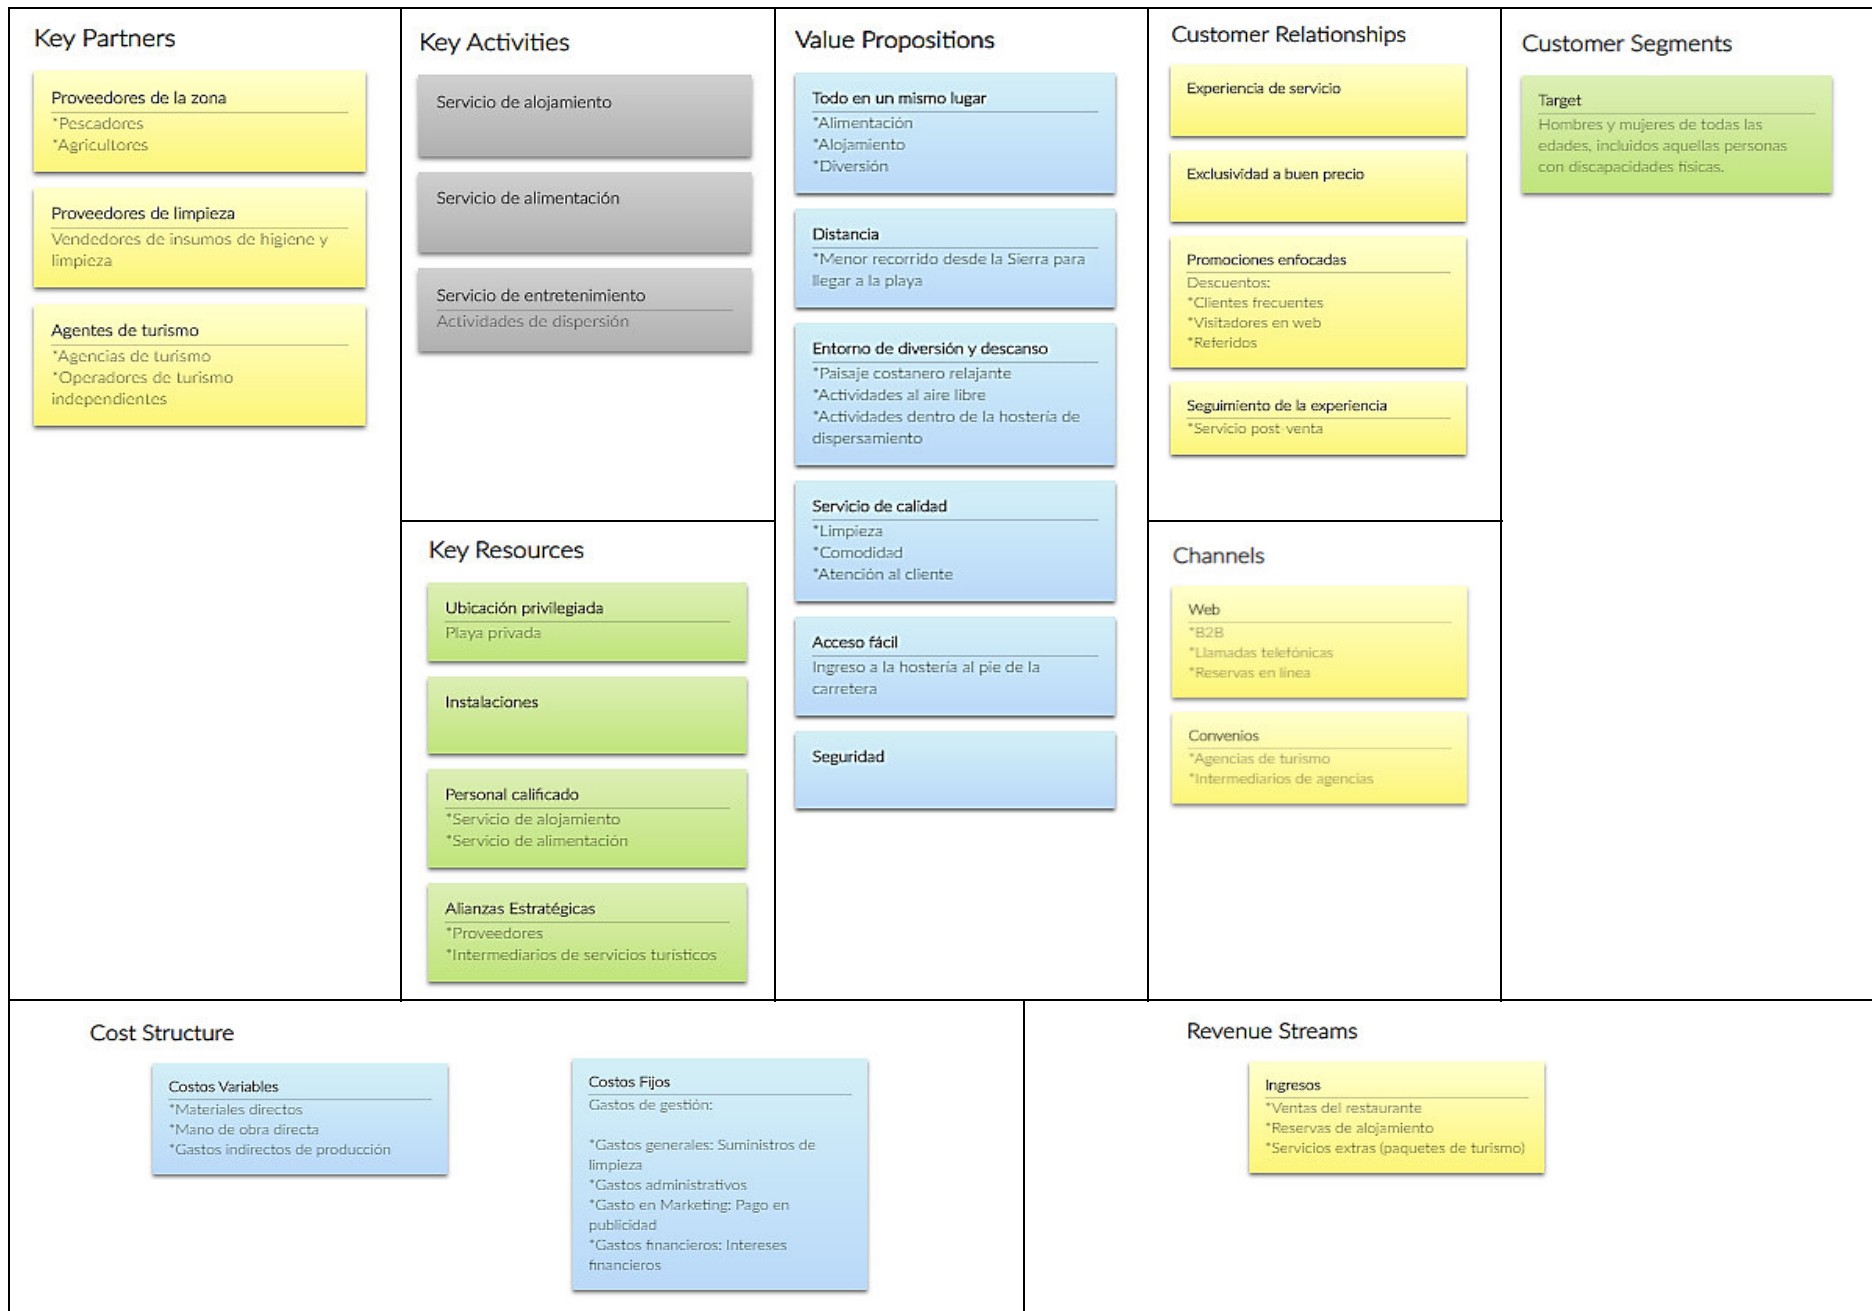 Key Partners
Proveedores de la zona
*Pescadores
*Agricultores
Proveedores de limpieza
Vendedores de insumos de higiene y
limpieza
Agentes de turismo
*Agencias de turismo
*Operadores de turismo
independientes
Key Activities
Servicio de alojamiento
Servicio de alimentación
Servicio de entretenimiento
Actividades de dispersión
Key Resources
Ubicación privilegiada
Playa privada
Instalaciones
Personal calificado
*Servicio de alojamiento
*Servicio de alimentación
Alianzas Estratégicas
*Proveedores
*Intermediarios de servicios turísticos
Value Propositions
Todo en un mismo lugar
*Alimentación
*Alojamiento
*Diversión
Distancia
*Menor recorrido desde la Sierra para
llegar a la playa
Entorno de diversión y descanso
*Paisaje costanero relajante
*Actividades al aire libre
*Actividades dentro de la hostería de
dispersamiento
Servicio de calidad
*Limpieza
*Comodidad
*Atención al cliente
Acceso fácil
Ingreso a la hostería al pie de la
carretera
Seguridad
Customer Relationships
Experiencia de servicio
Exclusividad a buen precio
Promociones enfocadas
Descuentos:
*Clientes frecuentes
*Visitadores en web
*Referidos
Seguimiento de la experiencia
*Servicio post-venta
Channels
Web
*B2B
*Llamadas telefónicas
*Reservas en línea
Convenios
*Agencias de turismo
*Intermediarios de agencias
Customer Segments
Target
Hombres y mujeres de todas las
edades, incluidos aquellas personas
con discapacidades físicas.
Cost Structure
Costos Variables
*Materiales directos
*Mano de obra directa
*Gastos indirectos de producción
Costos Fijos
Gastos de gestión:
*Gastos generales: Suministros de
limpieza
*Gastos administrativos
*Gasto en Marketing: Pago en
publicidad
*Gastos financieros: Intereses
financieros
Revenue Streams
Ingresos
*Ventas del restaurante
*Reservas de alojamiento
*Servicios extras (paquetes de turismo)